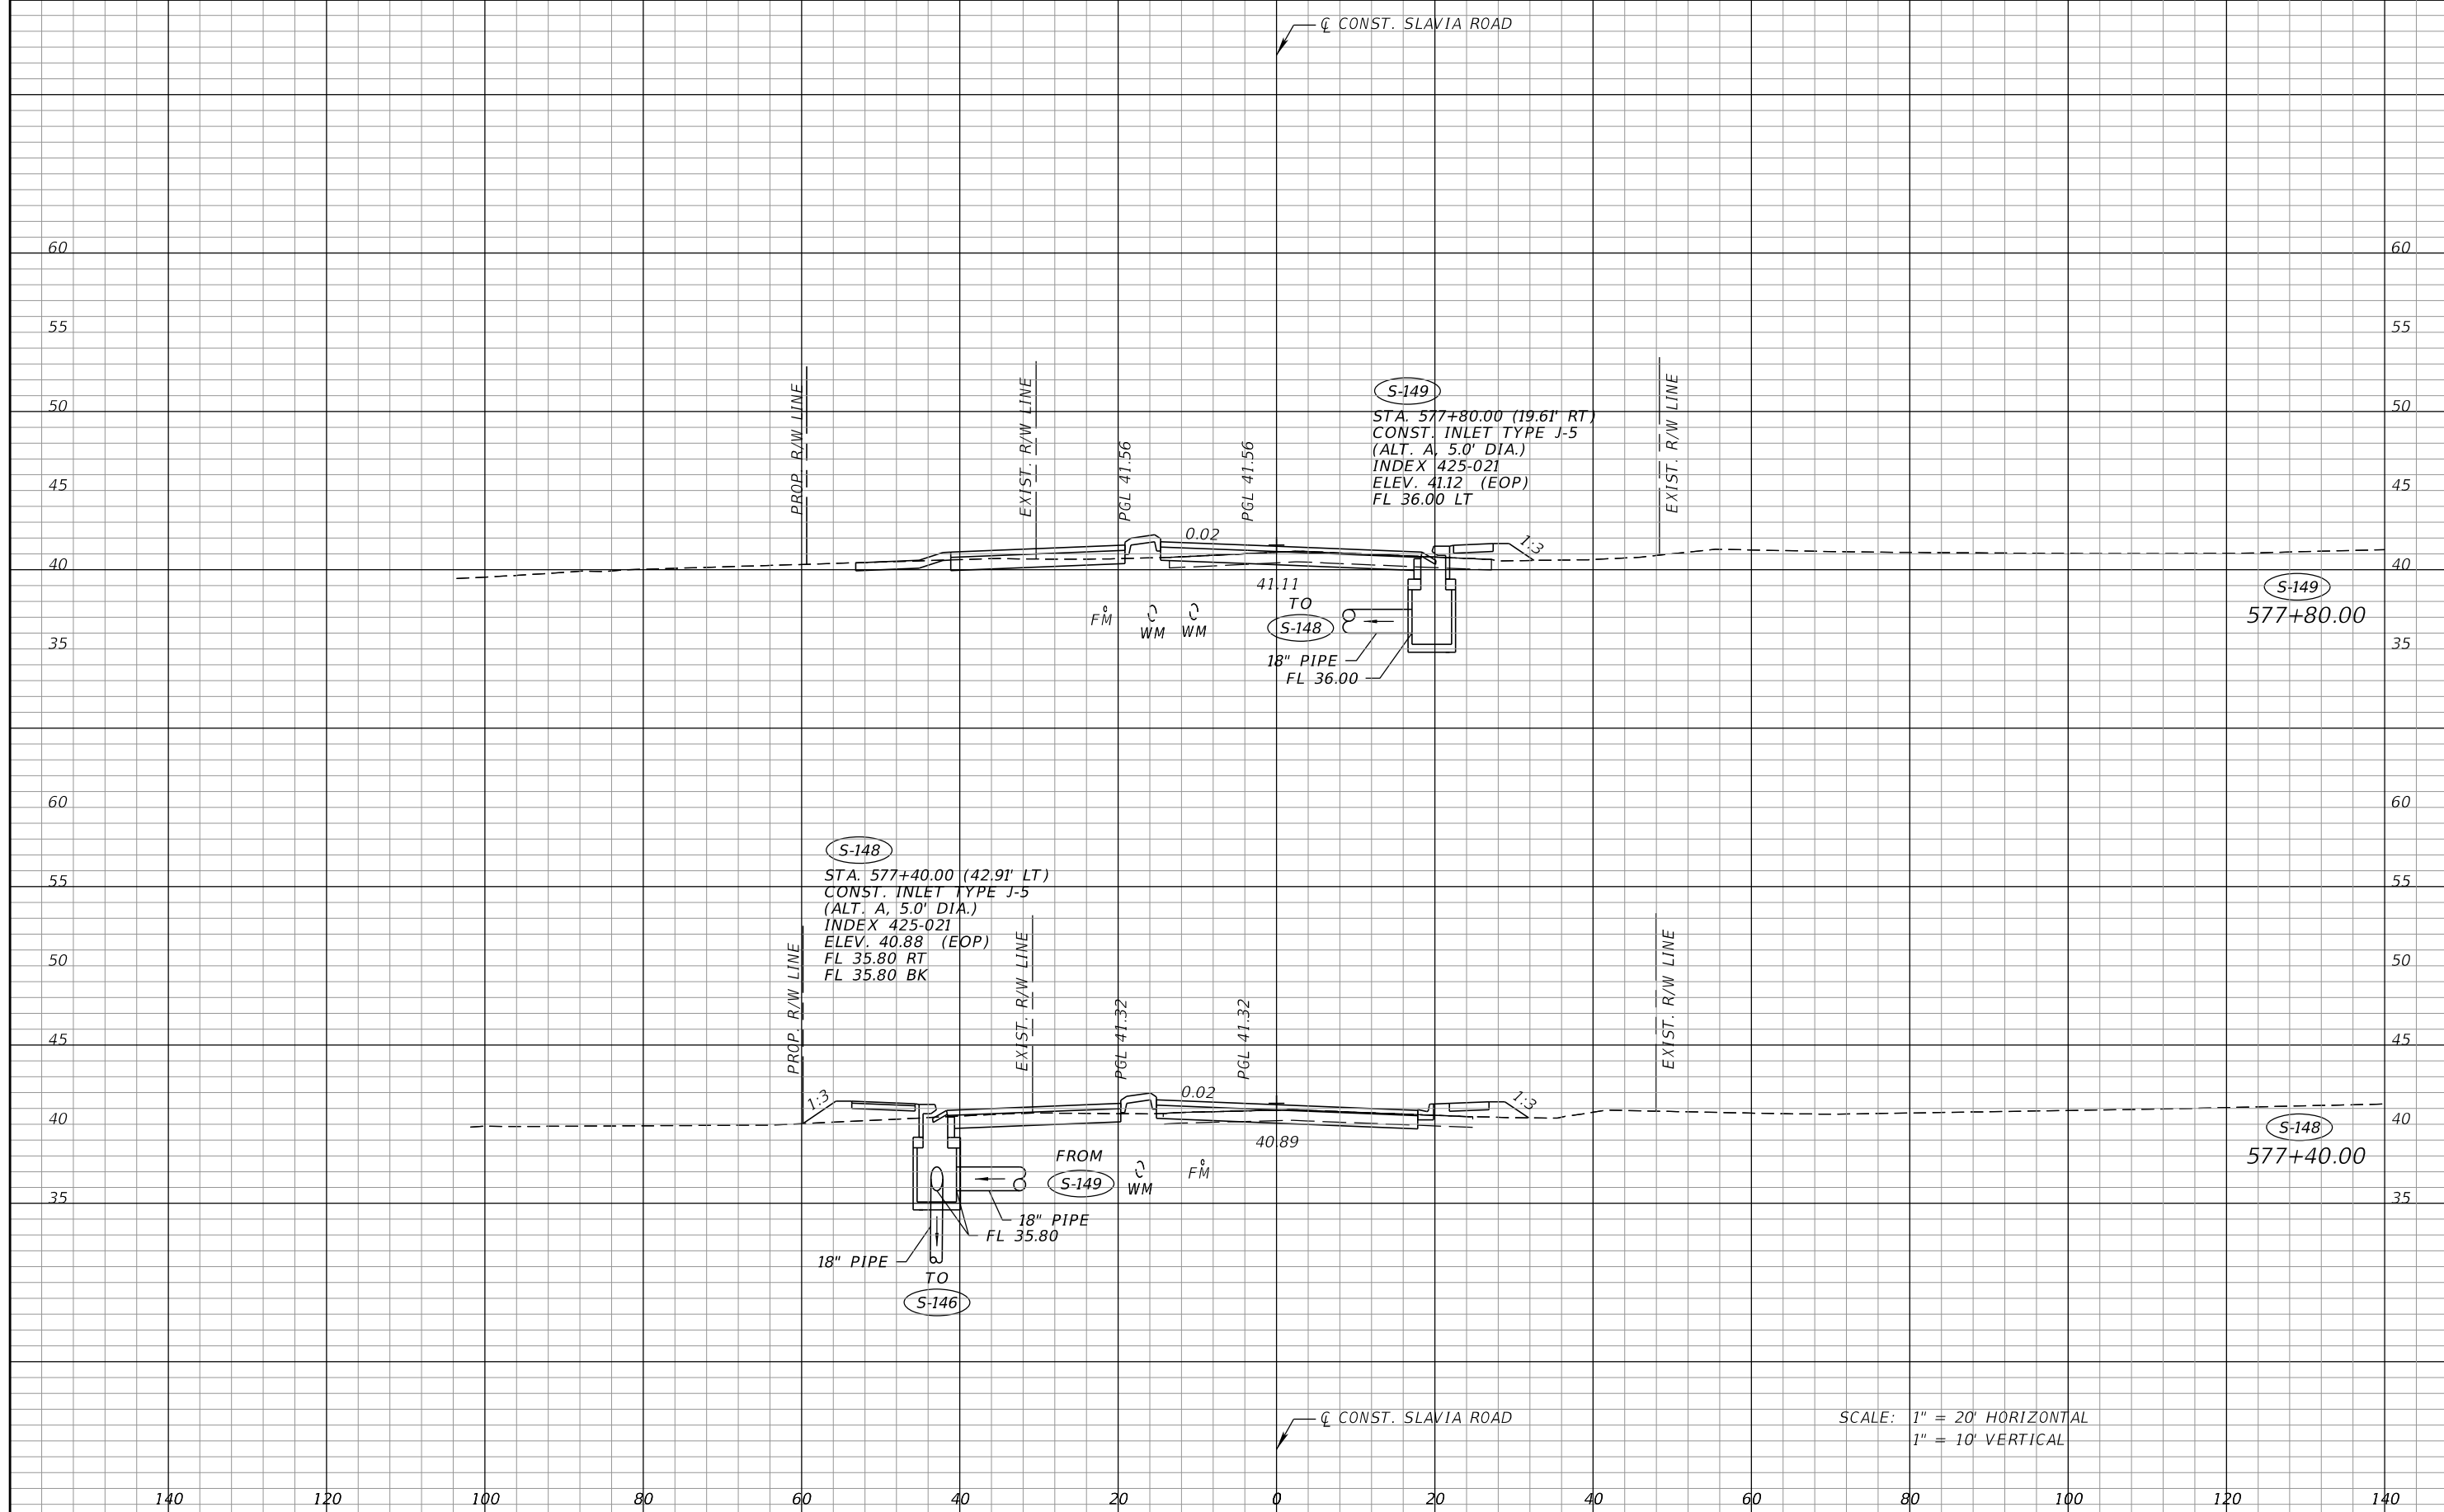 ℄ CONST. SLAVIA ROAD
60 60
55 55
50 50
45 45
40 40
35 35
PROP. R/W LINE
EXIST. R/W LINE
PGL 41.56
PGL 41.56
EXIST. R/W LINE
S-149
STA. 577+80.00 (19.61' RT)
CONST. INLET TYPE J-5
(ALT. A, 5.0' DIA.)
INDEX 425-021
ELEV. 41.12 (EOP)
FL 36.00 LT
0.02
1:3
41.11
FM
WM
WM
TO
S-148
18" PIPE
FL 36.00
S-149
577+80.00
60 60
55 55
50 50
45 45
40 40
35 35
S-148
STA. 577+40.00 (42.91' LT)
CONST. INLET TYPE J-5
(ALT. A, 5.0' DIA.)
INDEX 425-021
ELEV. 40.88 (EOP)
FL 35.80 RT
FL 35.80 BK
PROP. R/W LINE
EXIST. R/W LINE
PGL 41.32
PGL 41.32
EXIST. R/W LINE
1:3
0.02
1:3
40.89
FROM
S-149
WM
FM
18" PIPE
FL 35.80
18" PIPE
TO
S-146
S-148
577+40.00
℄ CONST. SLAVIA ROAD
SCALE: 1" = 20' HORIZONTAL
1" = 10' VERTICAL
140 120 100 80 60 40 20 0 20 40 60 80 100 120 140